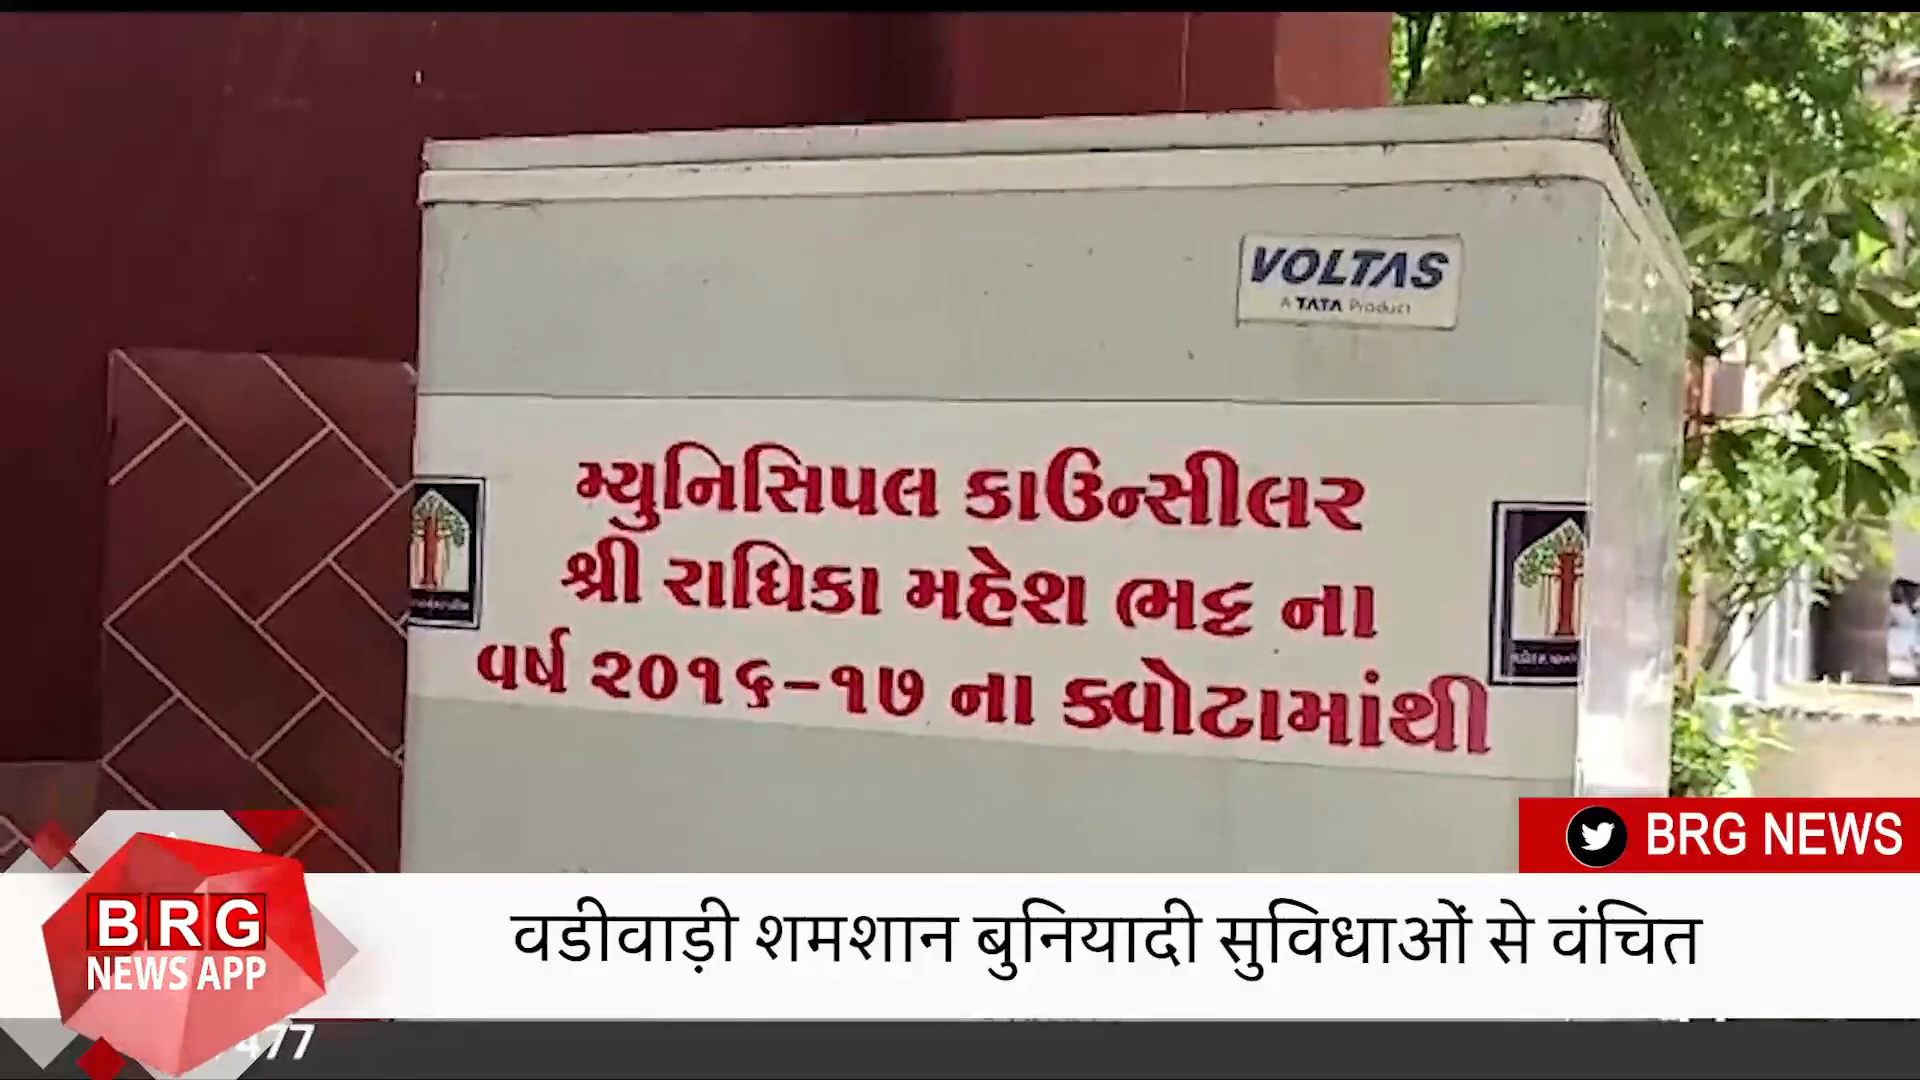 VOLTAS
A TATA Product
મ્યુનિસિપલ કાઉન્સીલર
શ્રી રાધિકા મહેશ ભટ્ટ ના
વર્ષ ૨૦૧૬-૧૭ ના ક્વોટામાંથી
BRG NEWS
BRG
NEWS APP
वडीवाड़ी शमशान बुनियादी सुविधाओं से वंचित
477